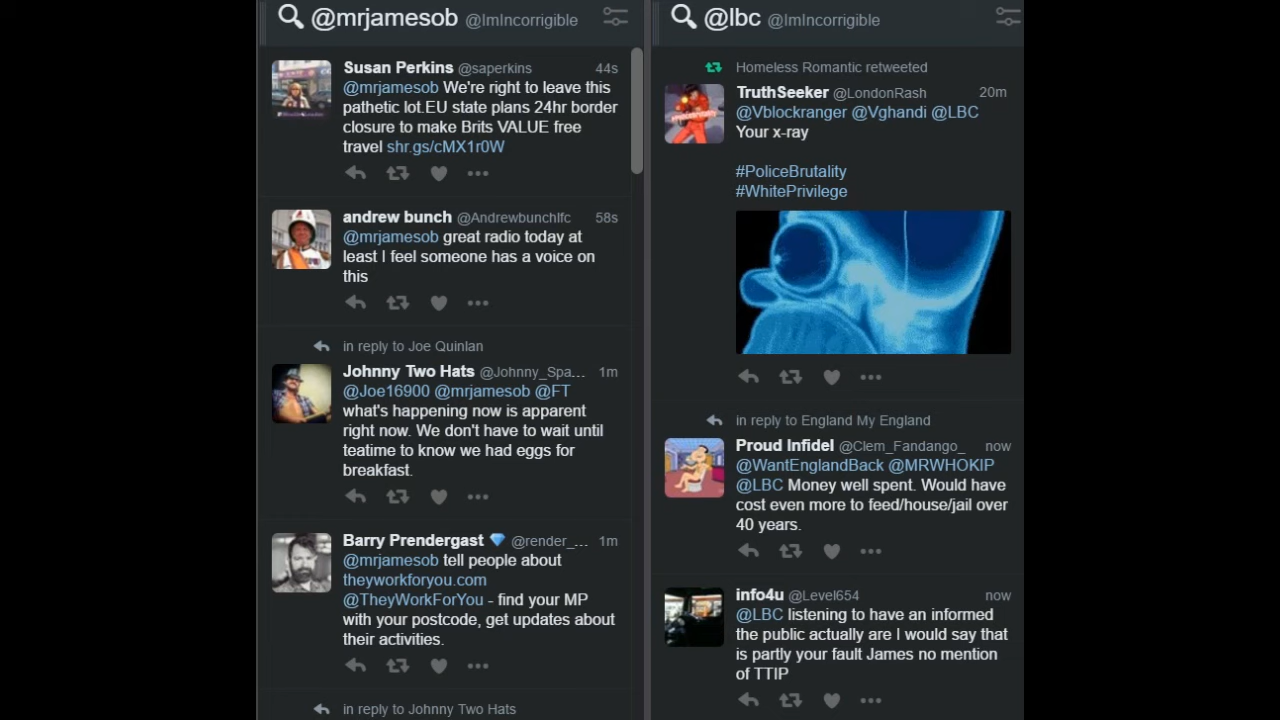 @mrjamesob @ImIncorrigible
Susan Perkins @saperkins 44s
@mrjamesob We're right to leave this
pathetic lot.EU state plans 24hr border
closure to make Brits VALUE free
travel shr.gs/cMX1r0W
andrew bunch @Andrewbunchlfc 58s
@mrjamesob great radio today at
least I feel someone has a voice on
this
in reply to Joe Quinlan
Johnny Two Hats @Johnny_Spa... 1m
@Joe16900 @mrjamesob @FT
what's happening now is apparent
right now. We don't have to wait until
teatime to know we had eggs for
breakfast.
Barry Prendergast @render_... 1m
@mrjamesob tell people about
theyworkforyou.com
@TheyWorkForYou - find your MP
with your postcode, get updates about
their activities.
in reply to Johnny Two Hats
@lbc @ImIncorrigible
Homeless Romantic retweeted
TruthSeeker @LondonRash 20m
@Vblockranger @Vghandi @LBC
Your x-ray
#PoliceBrutality
#WhitePrivilege
in reply to England My England
Proud Infidel @Clem_Fandango_ now
@WantEnglandBack @MRWHOKIP
@LBC Money well spent. Would have
cost even more to feed/house/jail over
40 years.
info4u @Level654 now
@LBC listening to have an informed
the public actually are I would say that
is partly your fault James no mention
of TTIP